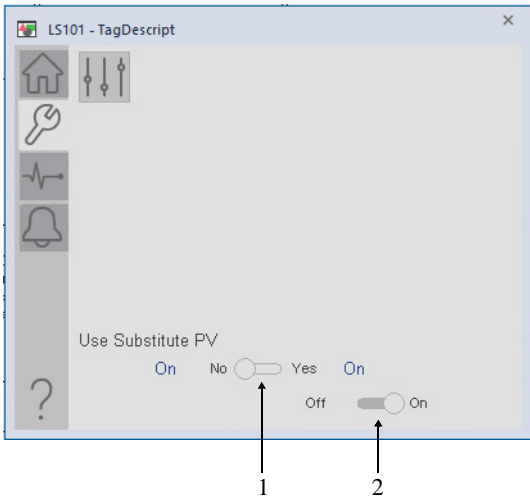 LS101 - TagDescript
Use Substitute PV
On No Yes On
Off On
?
1 2